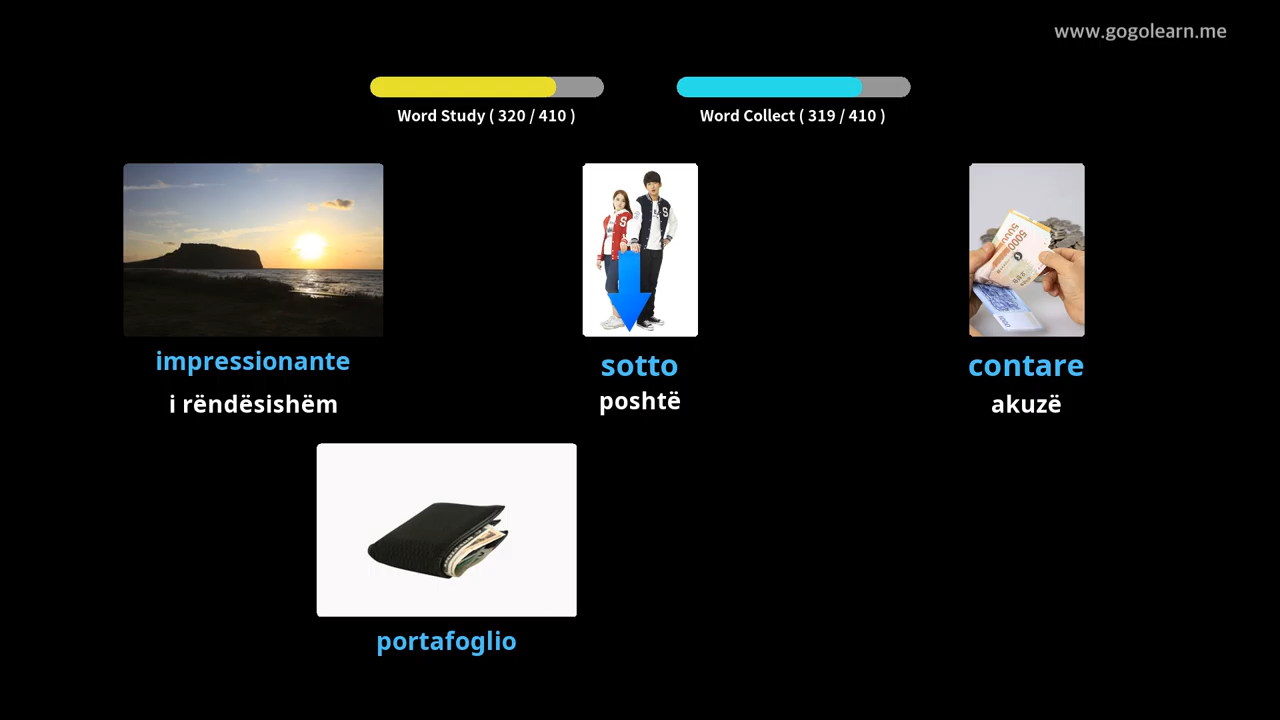 www.gogolearn.me
Word Study ( 320 / 410 )
Word Collect ( 319 / 410 )
impressionante
i rëndësishëm
sotto
poshtë
contare
akuzë
portafoglio